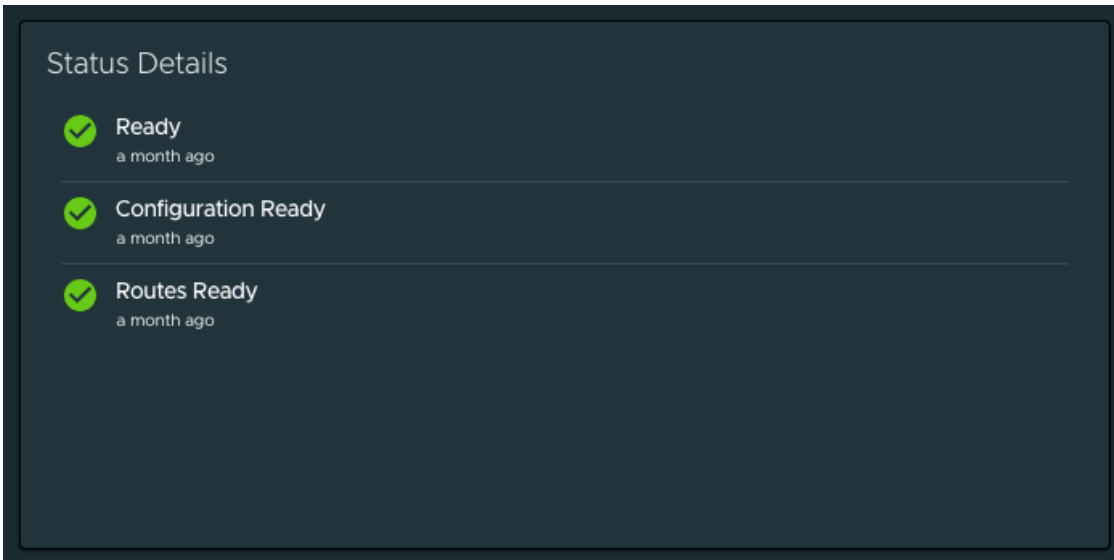 Status Details
Ready
a month ago
Configuration Ready
a month ago
Routes Ready
a month ago